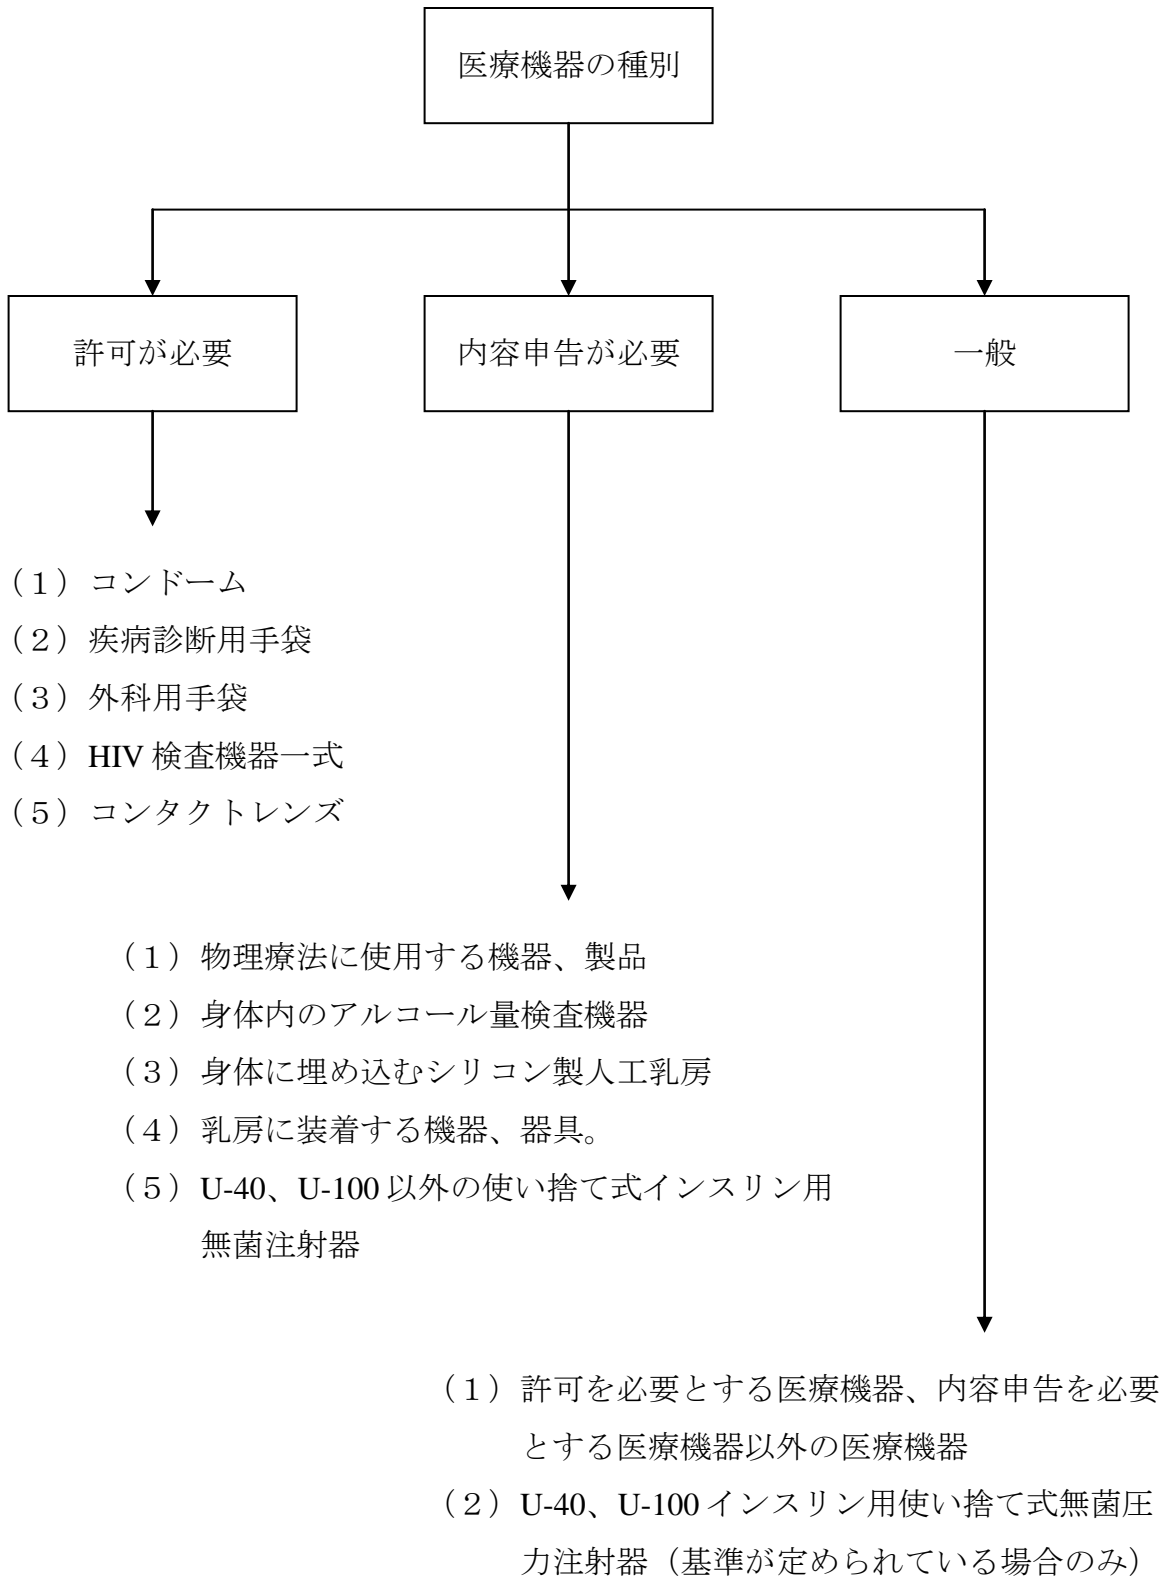 医療機器の種別
許可が必要
内容申告が必要
一般
（１）コンドーム
（２）疾病診断用手袋
（３）外科用手袋
（４）HIV 検査機器一式
（５）コンタクトレンズ
（１）物理療法に使用する機器、製品
（２）身体内のアルコール量検査機器
（３）身体に埋め込むシリコン製人工乳房
（４）乳房に装着する機器、器具。
（５）U-40、U-100 以外の使い捨て式インスリン用
無菌注射器
（１）許可を必要とする医療機器、内容申告を必要
とする医療機器以外の医療機器
（２）U-40、U-100 インスリン用使い捨て式無菌圧
力注射器（基準が定められている場合のみ）